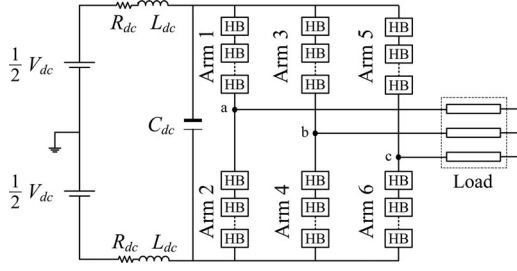 R_dc L_dc
1/2 V_dc
C_dc
1/2 V_dc
R_dc L_dc
Arm 1
HB
HB
HB
Arm 3
HB
HB
HB
Arm 5
HB
HB
HB
a
b
c
Arm 2
HB
HB
HB
Arm 4
HB
HB
HB
Arm 6
HB
HB
HB
Load